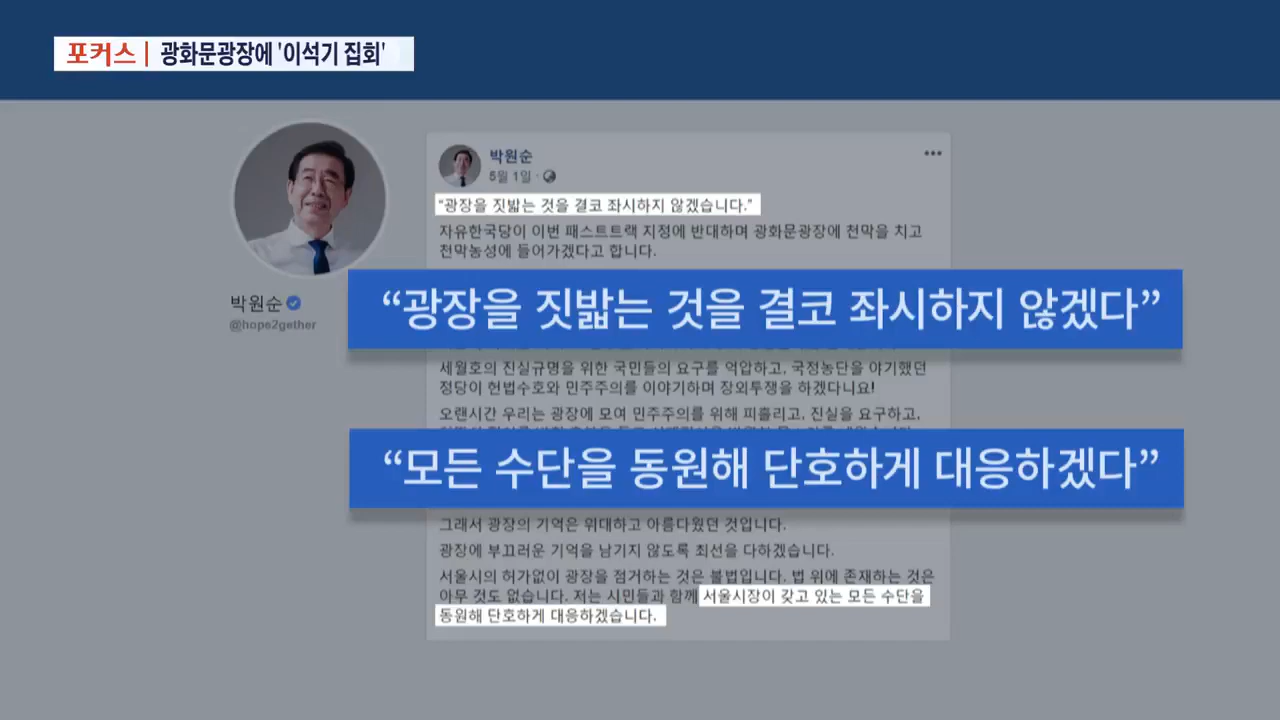 포커스 | 광화문광장에 '이석기 집회'
박원순
@hope2gether
박원순
5월 1일 ·
“광장을 짓밟는 것을 결코 좌시하지 않겠습니다.”
자유한국당이 이번 패스트트랙 지정에 반대하며 광화문광장에 천막을 치고
천막농성에 들어가겠다고 합니다.
“광장을 짓밟는 것을 결코 좌시하지 않겠다”
세월호의 진실규명을 위한 국민들의 요구를 억압하고, 국정농단을 야기했던
정당이 헌법수호와 민주주의를 이야기하며 장외투쟁을 하겠다니요!
오랜시간 우리는 광장에 모여 민주주의를 위해 피흘리고, 진실을 요구하고,
“모든 수단을 동원해 단호하게 대응하겠다”
그래서 광장의 기억은 위대하고 아름다웠던 것입니다.
광장에 부끄러운 기억을 남기지 않도록 최선을 다하겠습니다.
서울시의 허가없이 광장을 점거하는 것은 불법입니다. 법 위에 존재하는 것은
아무 것도 없습니다. 저는 시민들과 함께 서울시장이 갖고 있는 모든 수단을
동원해 단호하게 대응하겠습니다.